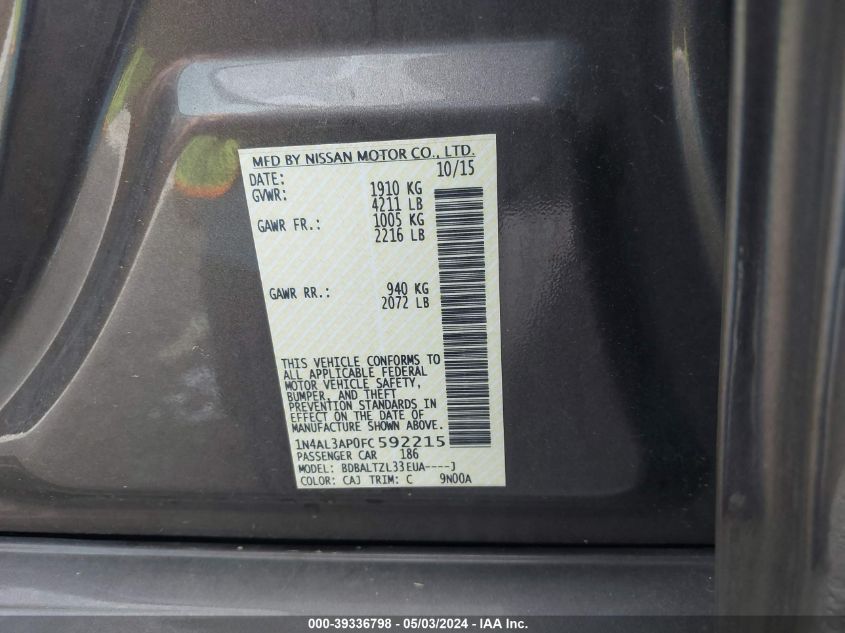 MFD BY NISSAN MOTOR CO., LTD.
DATE: 10/15
GVWR: 1910 KG
4211 LB
GAWR FR.: 1005 KG
2216 LB
GAWR RR.: 940 KG
2072 LB
THIS VEHICLE CONFORMS TO
ALL APPLICABLE FEDERAL
MOTOR VEHICLE SAFETY,
BUMPER, AND THEFT
PREVENTION STANDARDS IN
EFFECT ON THE DATE OF
MANUFACTURE SHOWN ABOVE.
1N4AL3AP0FC592215
PASSENGER CAR 186
MODEL: BDBALTZL33EUA----J
COLOR: CAJ TRIM: C 9N00A
000-39336798 - 05/03/2024 - © IAA Inc.